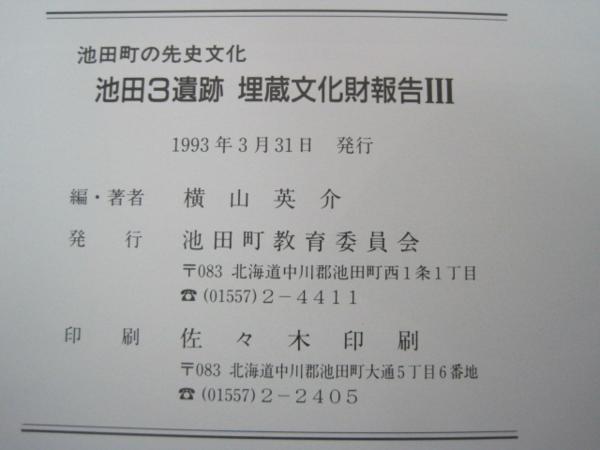 池田町の先史文化
池田3遺跡 埋蔵文化財報告III
1993年3月31日 発行
編・著者 横山英介
発行 池田町教育委員会
〒083 北海道中川郡池田町西1条1丁目
☎(01557)2-4411
印刷 佐々木印刷
〒083 北海道中川郡池田町大通5丁目6番地
☎(01557)2-2405